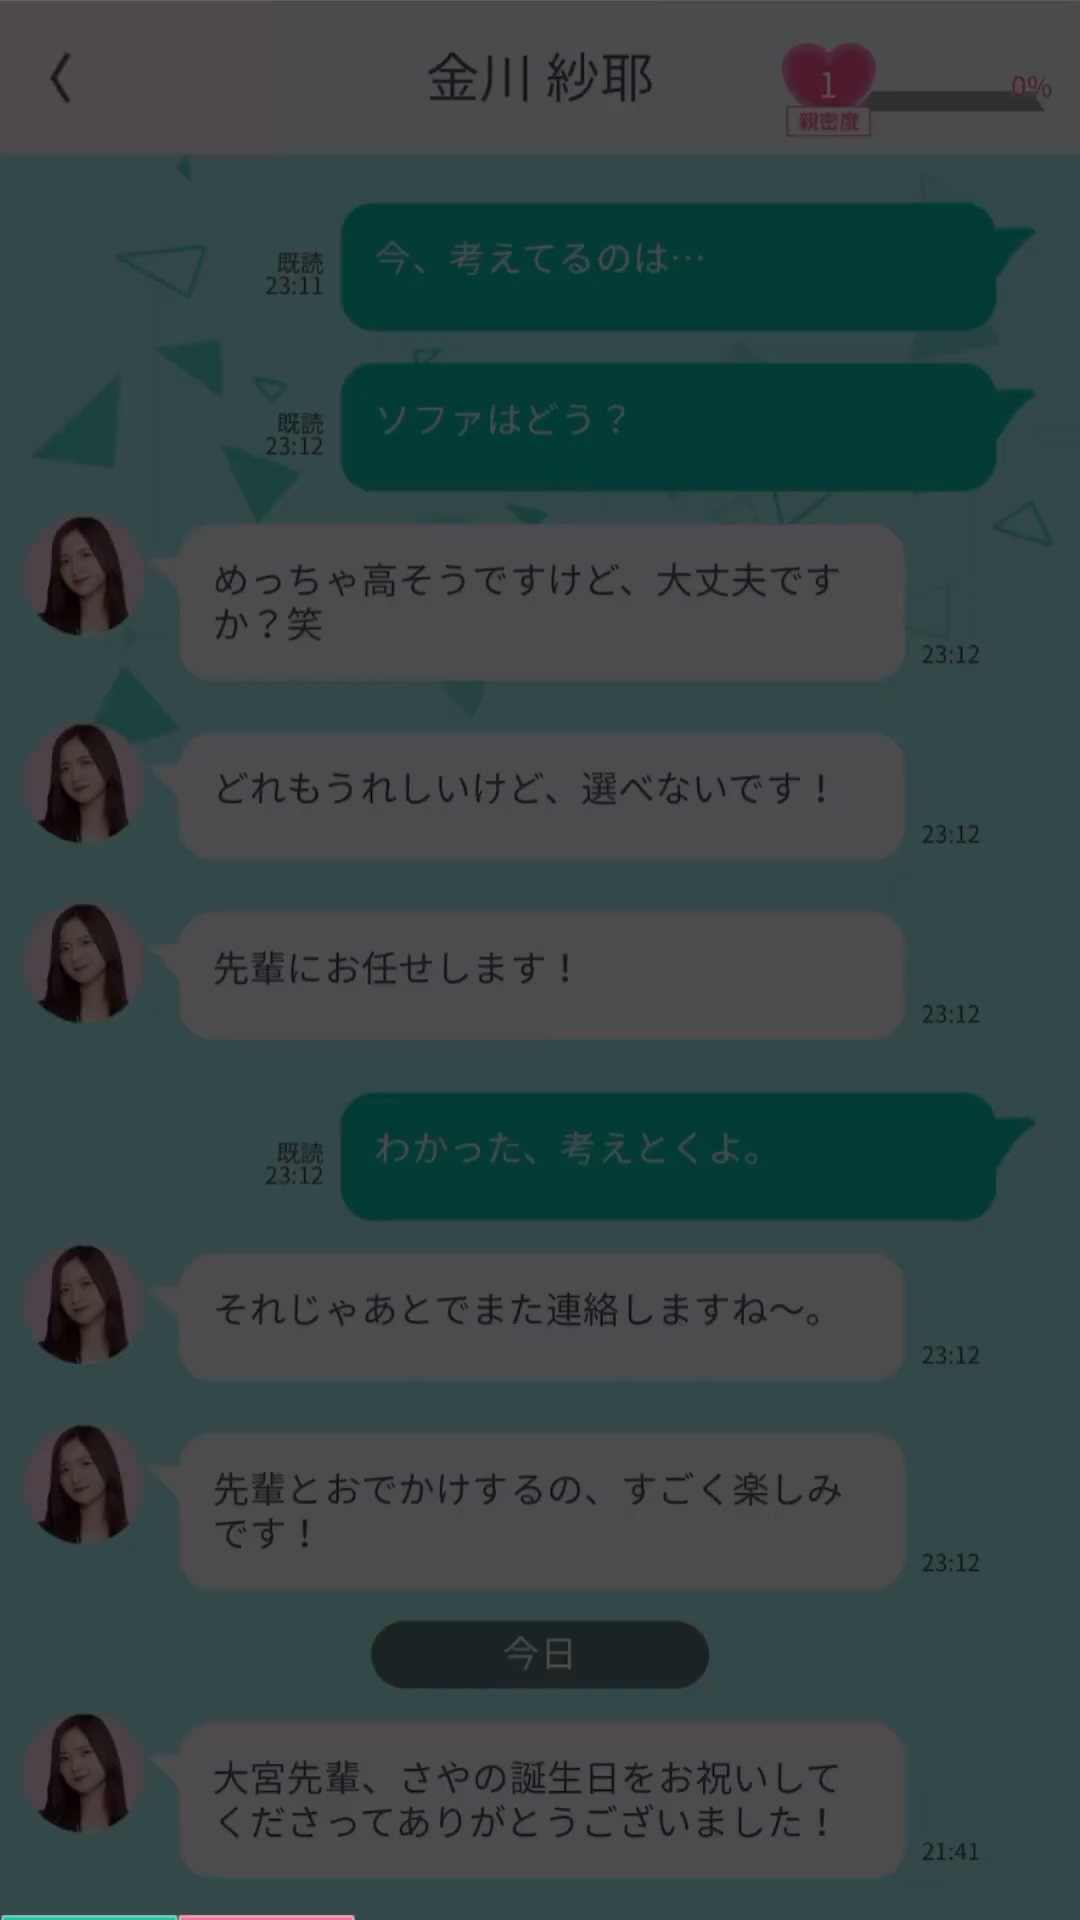 金川 紗耶
1
親密度
0%
今、考えてるのは…
既読
23:11
ソファはどう？
既読
23:12
めっちゃ高そうですけど、大丈夫です
か？笑
23:12
どれもうれしいけど、選べないです！
23:12
先輩にお任せします！
23:12
わかった、考えとくよ。
既読
23:12
それじゃあとでまた連絡しますね〜。
23:12
先輩とおでかけするの、すごく楽しみ
です！
23:12
今日
大宮先輩、さやの誕生日をお祝いして
くださってありがとうございました！
21:41